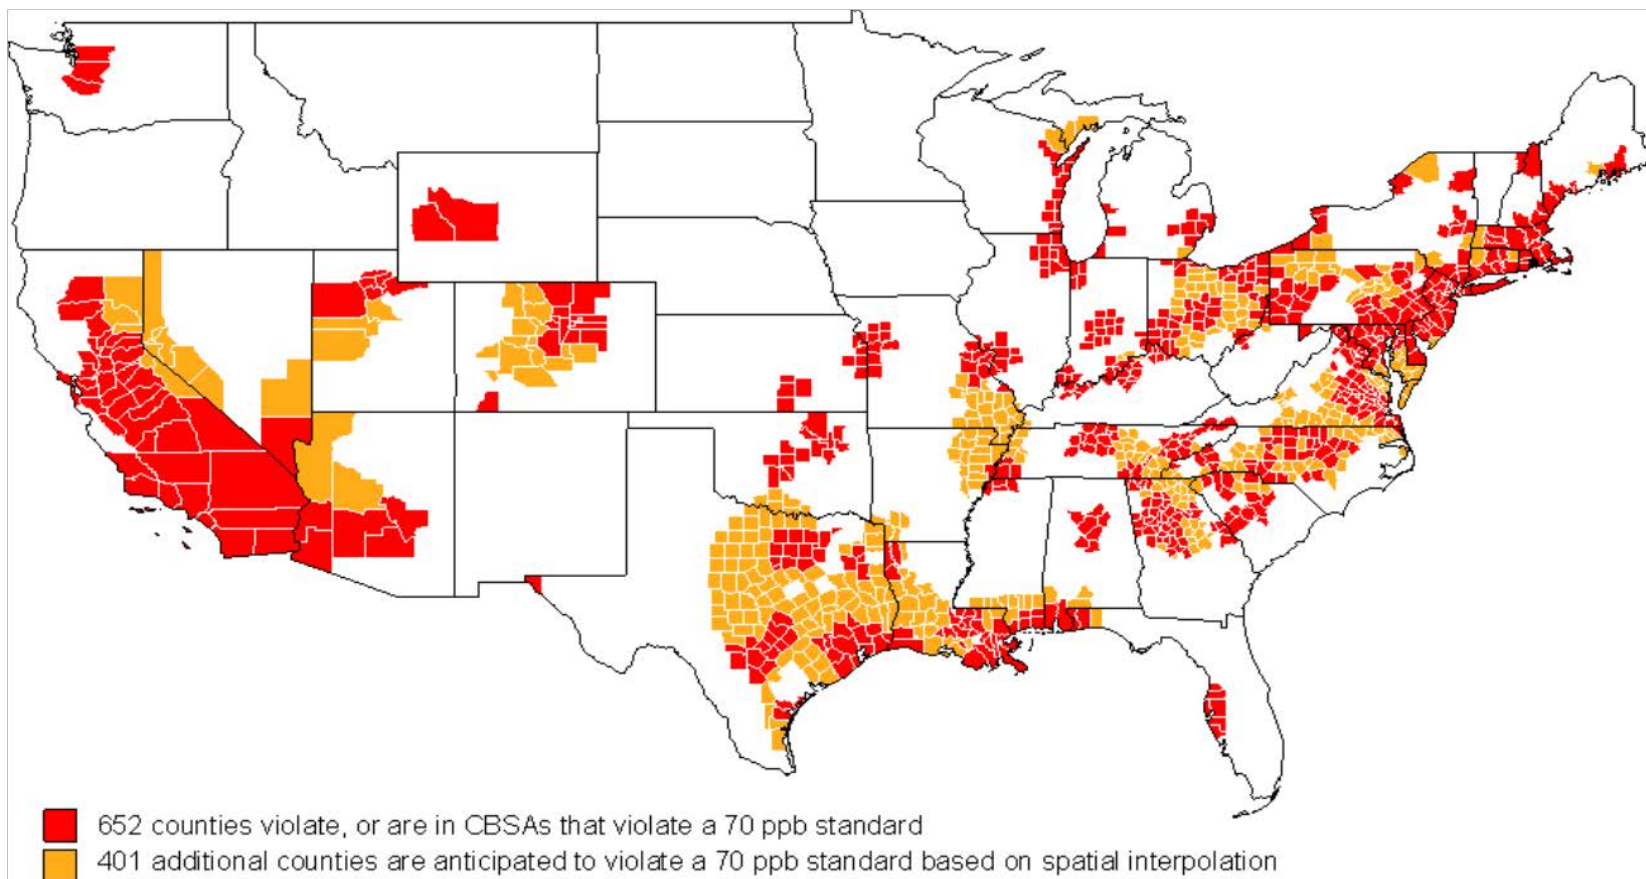 652 counties violate, or are in CBSAs that violate a 70 ppb standard
401 additional counties are anticipated to violate a 70 ppb standard based on spatial interpolation